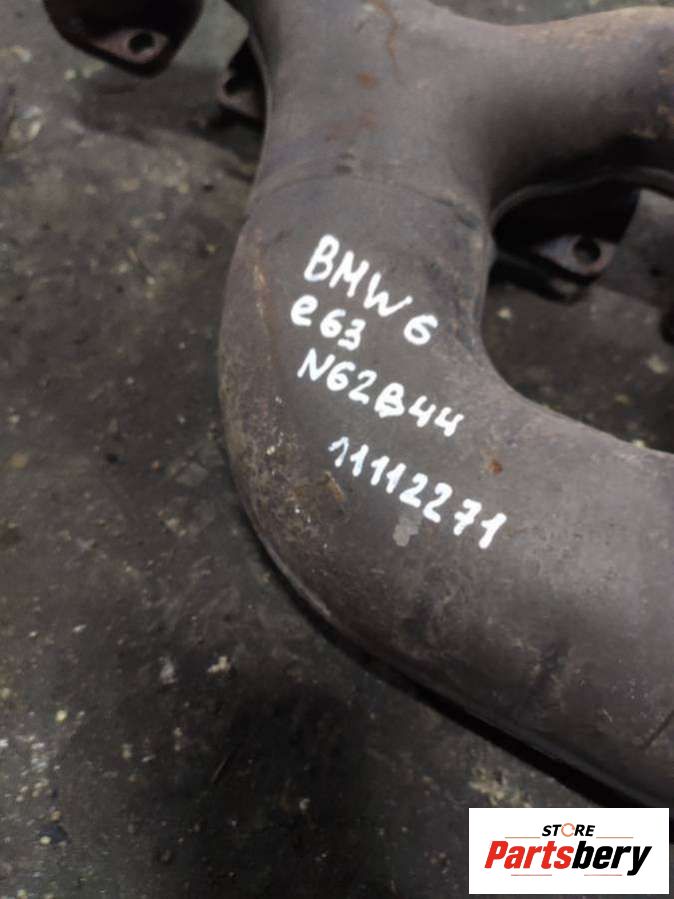 BMW 6
e63
N62B44
11112271
STORE
Partsbery